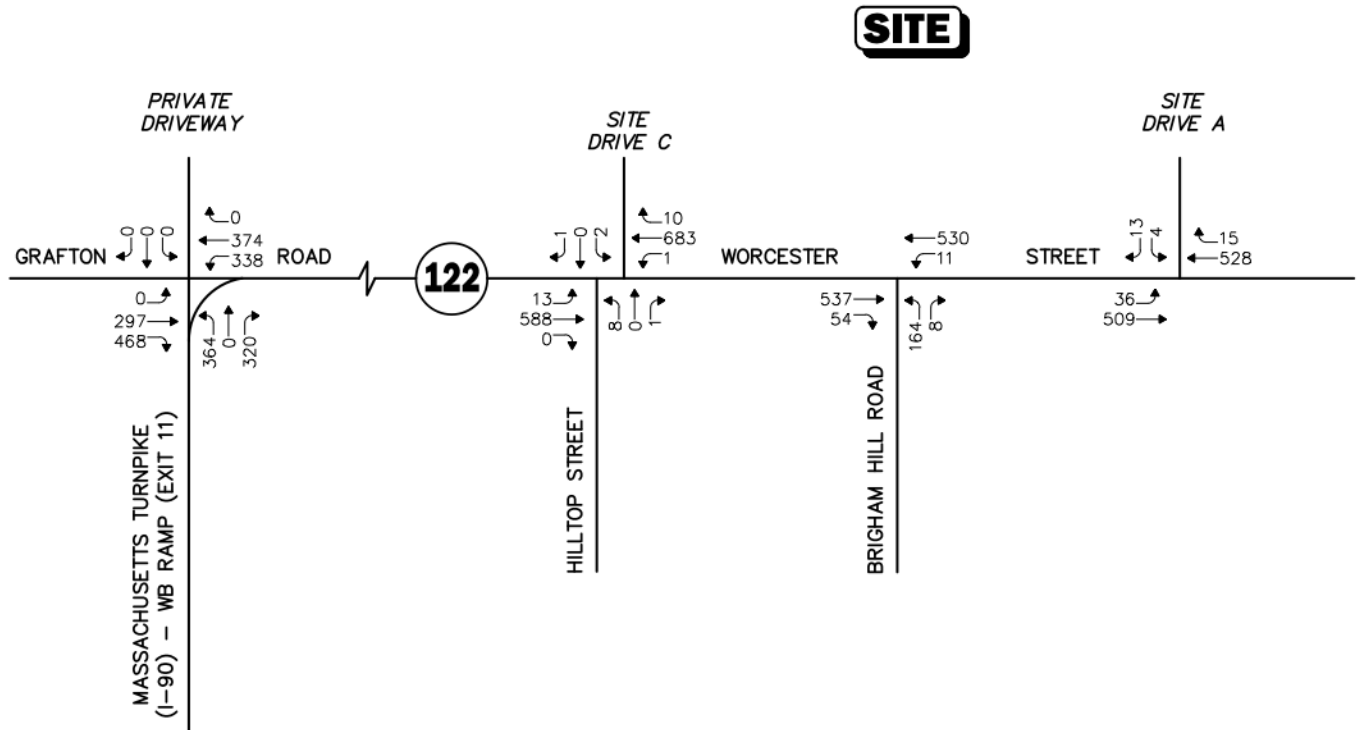 SITE
PRIVATE
DRIVEWAY
SITE
DRIVE C
SITE
DRIVE A
0 0 0
0
374
338
GRAFTON
ROAD
122
0
297
468
364 0 320
1 0 2
10
683
1
13
588
0
8 0 1
WORCESTER
530
11
537
54
164 8
STREET
13 4
15
528
36
509
MASSACHUSETTS TURNPIKE
(I-90) - WB RAMP (EXIT 11)
HILLTOP STREET
BRIGHAM HILL ROAD